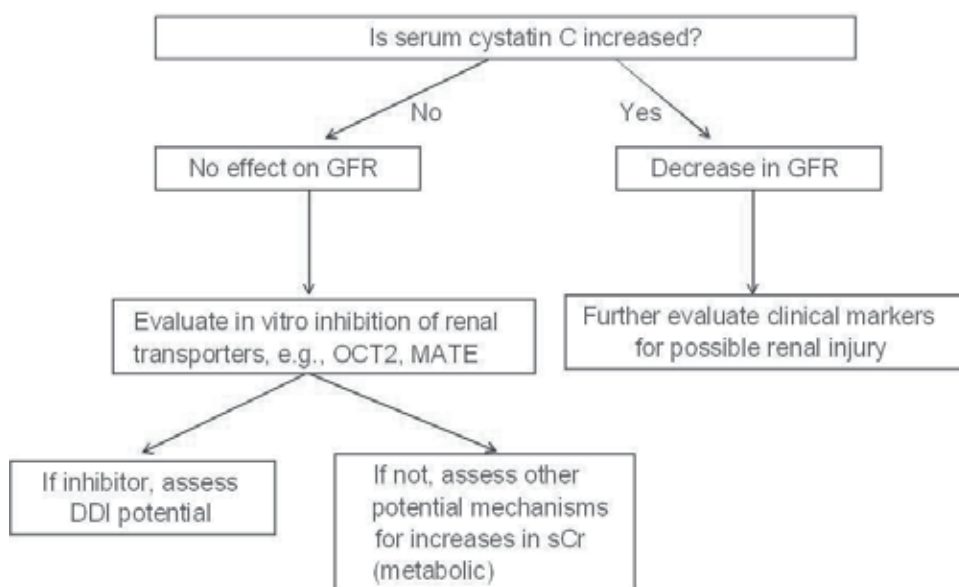 Is serum cystatin C increased?
No
Yes
No effect on GFR
Decrease in GFR
Evaluate in vitro inhibition of renal
transporters, e.g., OCT2, MATE
Further evaluate clinical markers
for possible renal injury
If inhibitor, assess
DDI potential
If not, assess other
potential mechanisms
for increases in sCr
(metabolic)